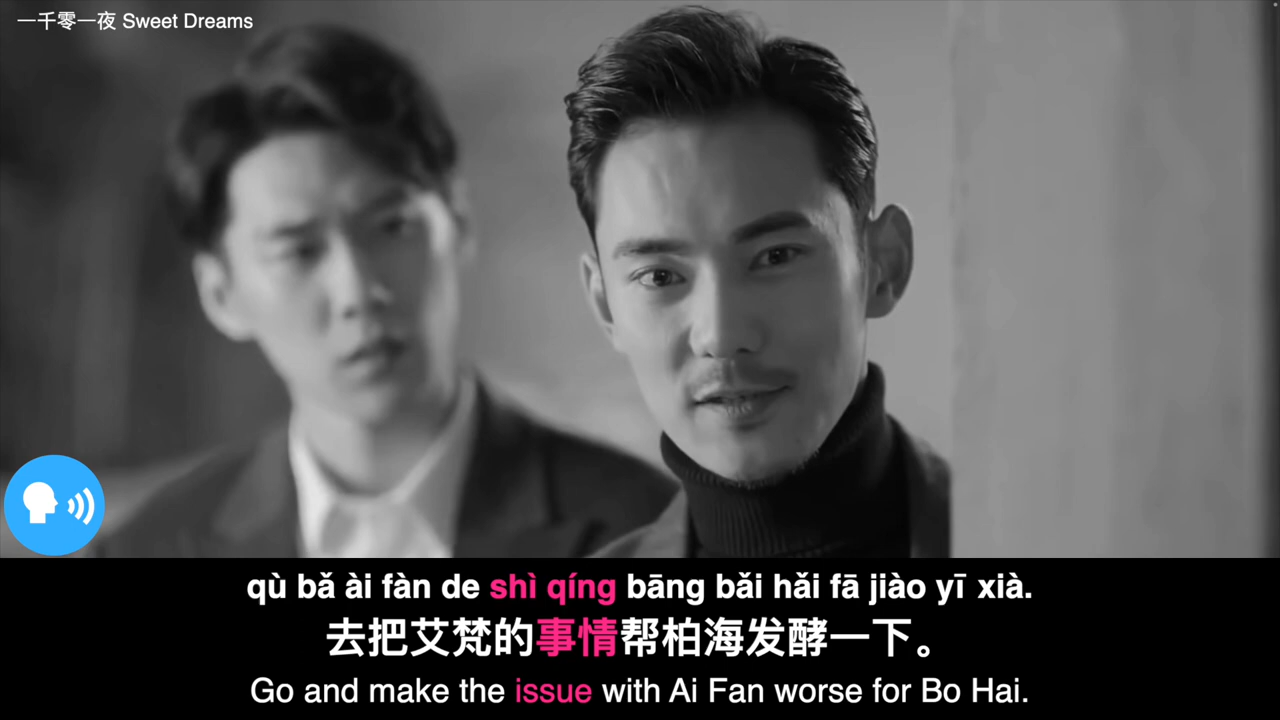 一千零一夜 Sweet Dreams
qù bǎ ài fàn de shì qíng bāng bǎi hǎi fā jiào yī xià.
去把艾梵的事情帮柏海发酵一下。
Go and make the issue with Ai Fan worse for Bo Hai.